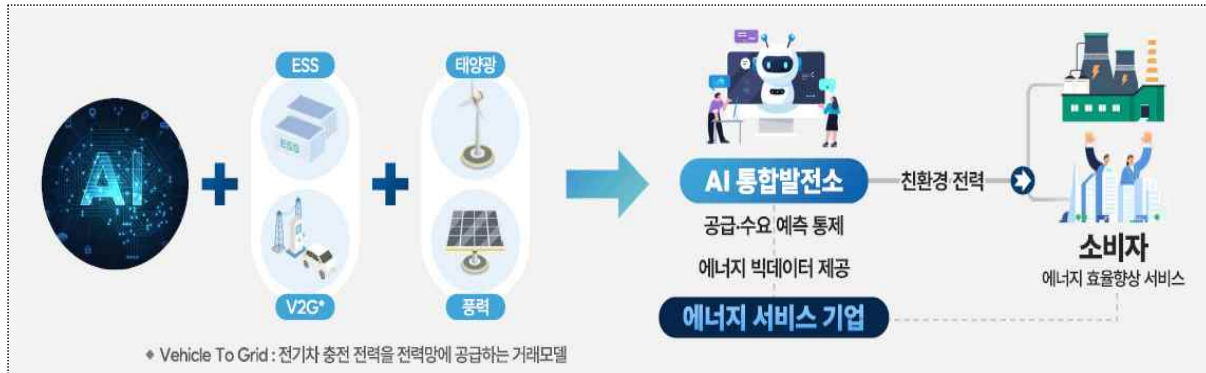 AI
ESS
ESS
V2G*
태양광
풍력
AI 통합발전소
공급·수요 예측 통제
에너지 빅데이터 제공
에너지 서비스 기업
친환경 전력
소비자
에너지 효율향상 서비스
◆ Vehicle To Grid : 전기차 충전 전력을 전력망에 공급하는 거래모델